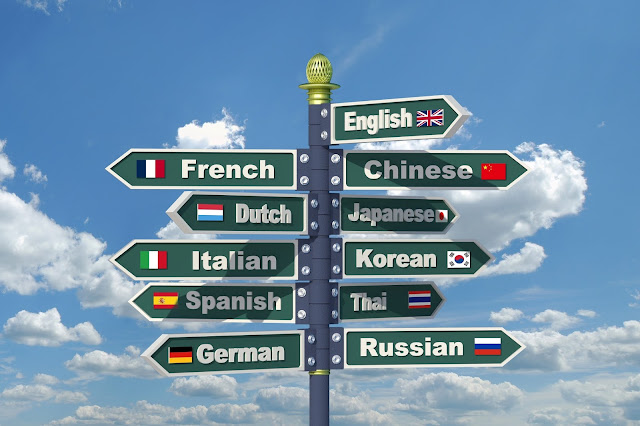 English
French
Chinese
Dutch
Japanese
Italian
Korean
Spanish
Thai
German
Russian